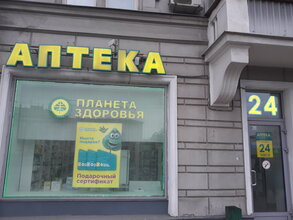 АПТЕКА
ПЛАНЕТА
ЗДОРОВЬЯ
Подарочный
сертификат
24
АПТЕКА
24